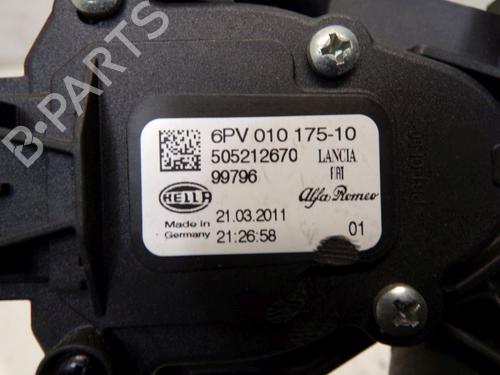 6PV 010 175-10
505212670 LANCIA
99796 FIAT
HELLA Alfa Romeo
Made in Germany 21.03.2011
21:26:58 01
B-PARTS